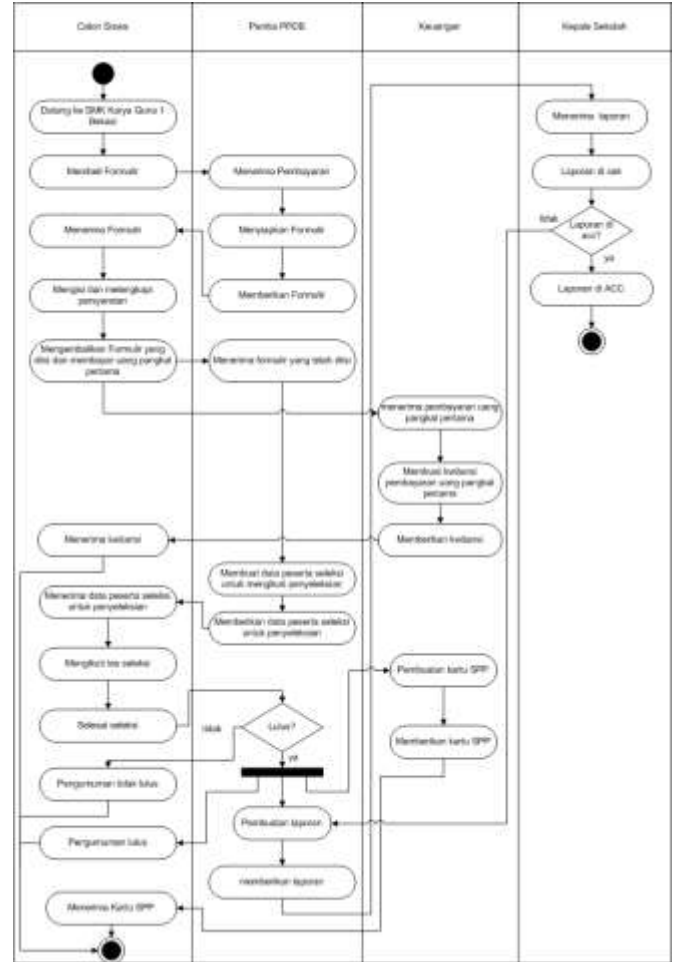 Calon Siswa
Panitia PPDB
Keuangan
Kepala Sekolah
Datang ke SMK Karya Guna 1
Bekasi
Menerima laporan
Membeli Formulir
Menerima Pembayaran
Laporan di cek
Menerima Formulir
Menyiapkan Formulir
tidak
Laporan di
acc?
ya
Mengisi dan melengkapi
persyaratan
Memberikan Formulir
Laporan di ACC
Mengembalikan Formulir yang
diisi dan membayar uang pangkal
pertama
Menerima formulir yang telah diisi
menerima pembayaran uang
pangkal pertama
Membuat kwitansi
pembayaran uang pangkal
pertama
Menerima kwitansi
Memberikan kwitansi
Membuat data peserta seleksi
untuk mengikuti penyeleksian
Menerima data peserta seleksi
untuk penyeleksian
Memberikan data peserta seleksi
untuk penyeleksian
Mengikuti tes seleksi
Pembuatan kartu SPP
Selesai seleksi
tidak
Lulus?
ya
Memberikan kartu SPP
Pengumuman tidak lulus
Pembuatan laporan
Pengumuman lulus
memberikan laporan
Menerima Kartu SPP